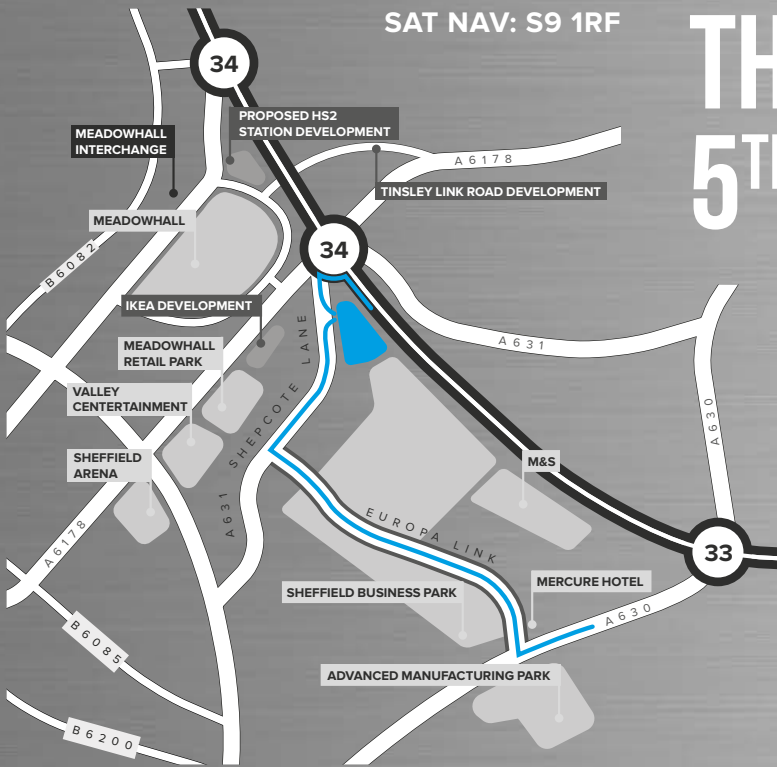 SAT NAV: S9 1RF
TH
5TH
34
PROPOSED HS2
STATION DEVELOPMENT
MEADOWHALL
INTERCHANGE
A6178
TINSLEY LINK ROAD DEVELOPMENT
MEADOWHALL
34
B6082
IKEA DEVELOPMENT
SHEPCOTE LANE
A631
MEADOWHALL
RETAIL PARK
VALLEY
CENTERTAINMENT
A630
SHEFFIELD
ARENA
M&S
A631
EUROPA LINK
A6178
33
MERCURE HOTEL
SHEFFIELD BUSINESS PARK
A630
B6085
ADVANCED MANUFACTURING PARK
B6200